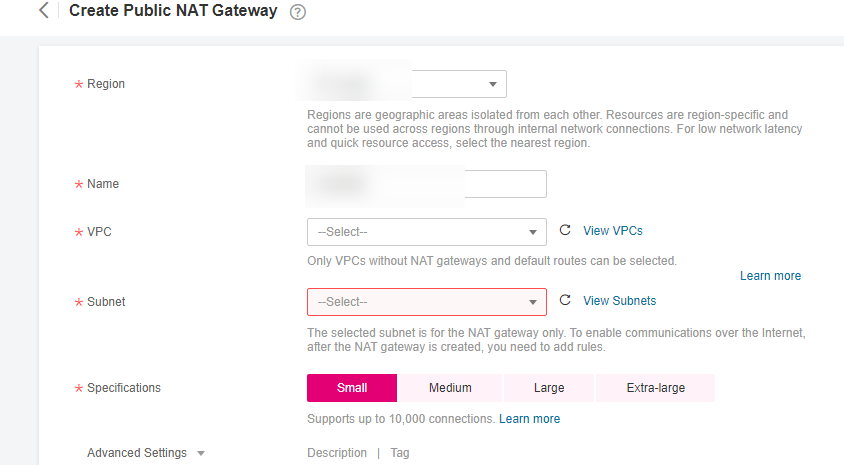 Create Public NAT Gateway ?
* Region
Regions are geographic areas isolated from each other. Resources are region-specific and
cannot be used across regions through internal network connections. For low network latency
and quick resource access, select the nearest region.
* Name
* VPC --Select-- View VPCs
Only VPCs without NAT gateways and default routes can be selected.
Learn more
* Subnet --Select-- View Subnets
The selected subnet is for the NAT gateway only. To enable communications over the Internet,
after the NAT gateway is created, you need to add rules.
* Specifications Small Medium Large Extra-large
Supports up to 10,000 connections. Learn more
Advanced Settings Description | Tag